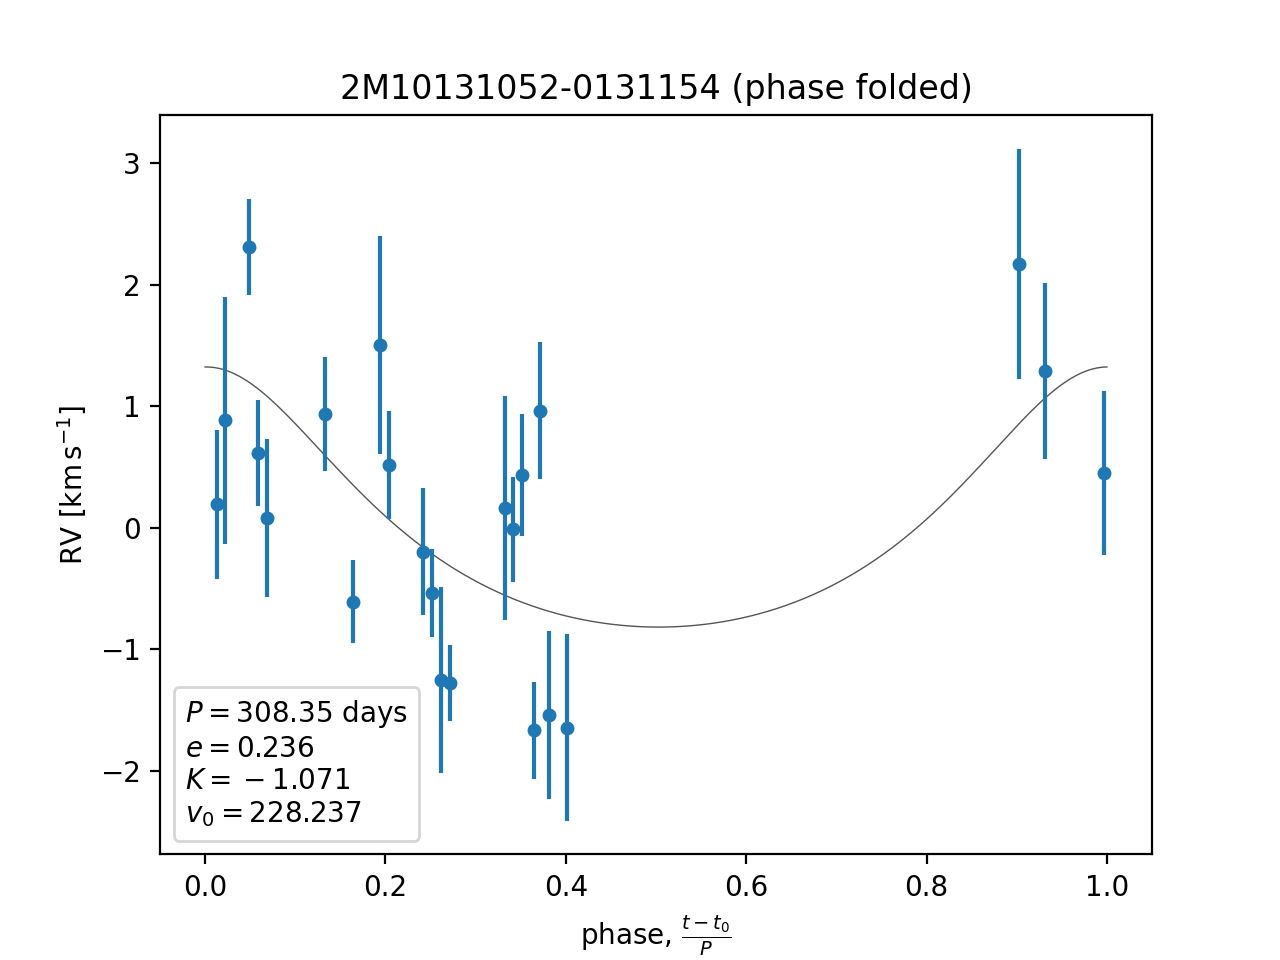 2M10131052-0131154 (phase folded)
3
2
1
0
−1
−2
RV [km s⁻¹]
P = 308.35 days
e = 0.236
K = −1.071
v₀ = 228.237
0.0 0.2 0.4 0.6 0.8 1.0
phase, (t − t₀)/P